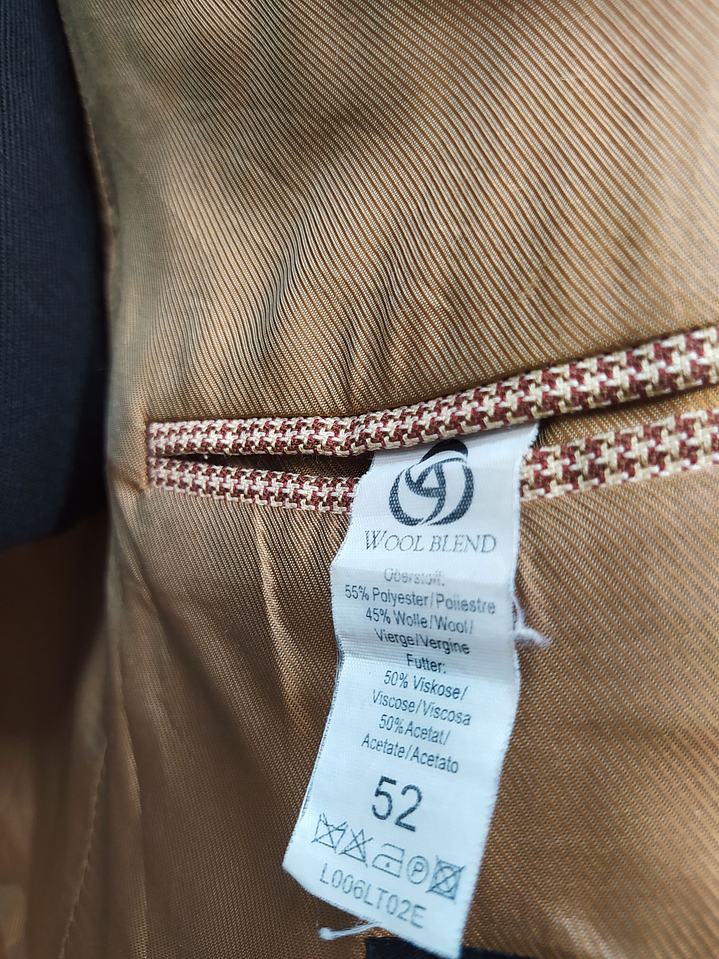 WOOL BLEND
Oberstoff:
55% Polyester/Poliestre
45% Wolle/Wool/
Vierge/Vergine
Futter:
50% Viskose/
Viscose/Viscosa
50% Acetat/
Acetate/Acetato
52
P
L006LT02E